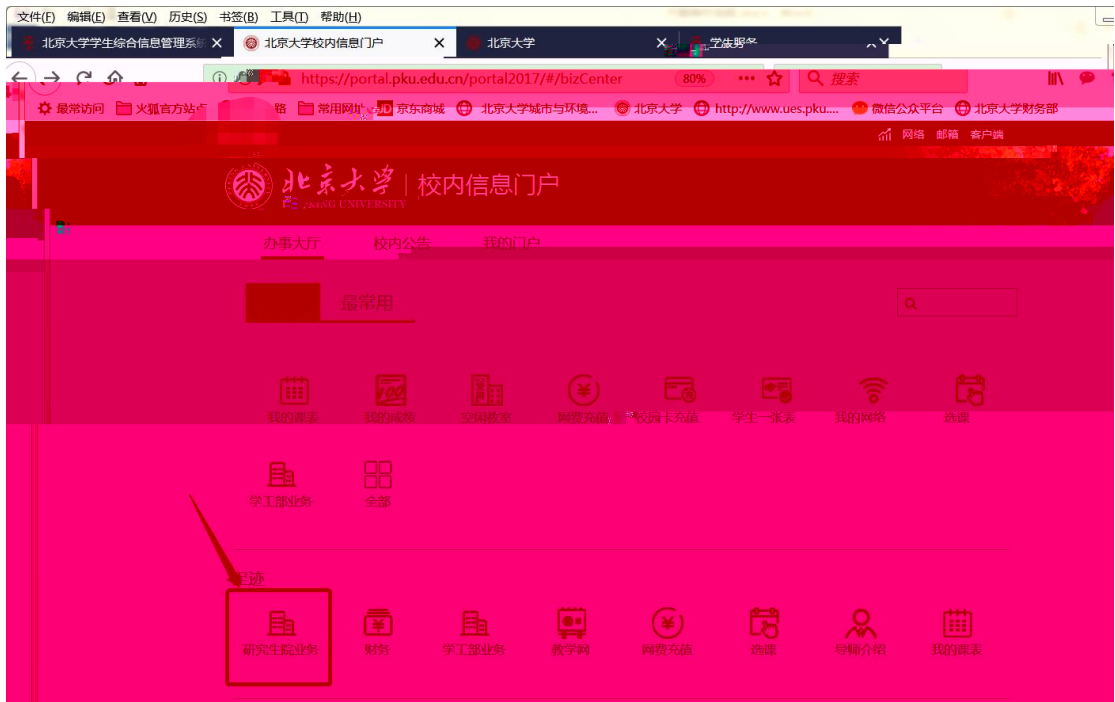 文件(F) 编辑(E) 查看(V) 历史(S) 书签(B) 工具(T) 帮助(H)
北京大学学生综合信息管理系统 北京大学校内信息门户 北京大学
https://portal.pku.edu.cn/portal2017/#/bizCenter 80% 搜索
最常访问 火狐官方站点 常用网址 JD 京东商城 北京大学城市与环境... 北京大学 http://www.ues.pku.... 微信公众平台 北京大学财务部
网络 邮箱 客户端
北京大学 校内信息门户
PEKING UNIVERSITY
办事大厅 校内公告 我的门户
最常用
我的课表 我的成绩 空闲教室 网费充值 校园卡充值 学生一张表 我的网络 选课
学工部业务 全部
足迹
研究生院业务 财务 学工部业务 教学网 网费充值 选课 导师介绍 我的课表